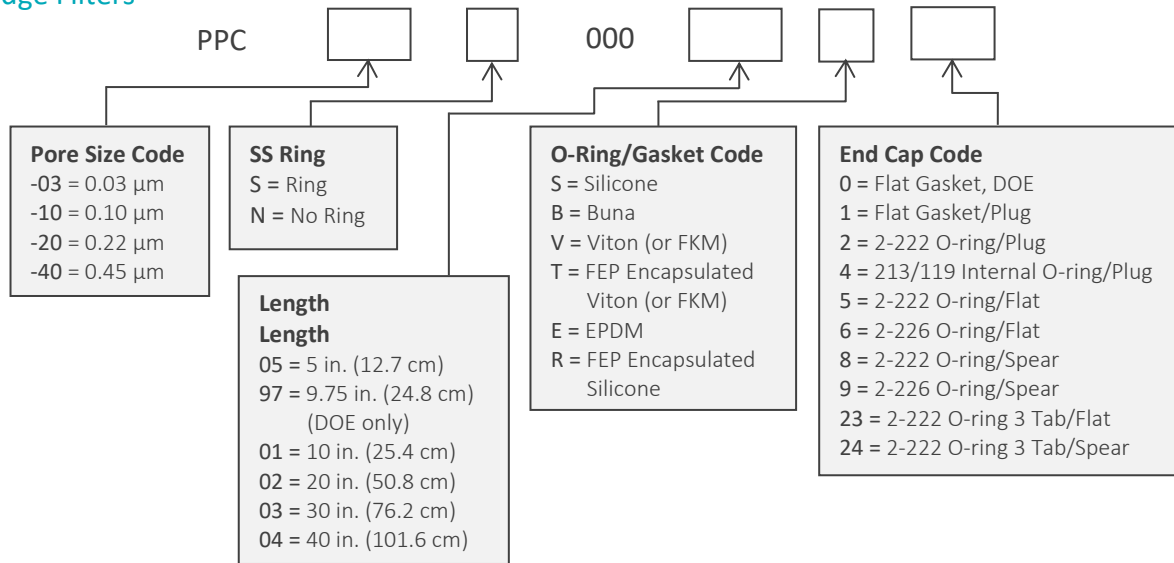 Filters
PPC 000
Pore Size Code
-03 = 0.03 µm
-10 = 0.10 µm
-20 = 0.22 µm
-40 = 0.45 µm
SS Ring
S = Ring
N = No Ring
Length
Length
05 = 5 in. (12.7 cm)
97 = 9.75 in. (24.8 cm)
(DOE only)
01 = 10 in. (25.4 cm)
02 = 20 in. (50.8 cm)
03 = 30 in. (76.2 cm)
04 = 40 in. (101.6 cm)
O-Ring/Gasket Code
S = Silicone
B = Buna
V = Viton (or FKM)
T = FEP Encapsulated
Viton (or FKM)
E = EPDM
R = FEP Encapsulated
Silicone
End Cap Code
0 = Flat Gasket, DOE
1 = Flat Gasket/Plug
2 = 2-222 O-ring/Plug
4 = 213/119 Internal O-ring/Plug
5 = 2-222 O-ring/Flat
6 = 2-226 O-ring/Flat
8 = 2-222 O-ring/Spear
9 = 2-226 O-ring/Spear
23 = 2-222 O-ring 3 Tab/Flat
24 = 2-222 O-ring 3 Tab/Spear